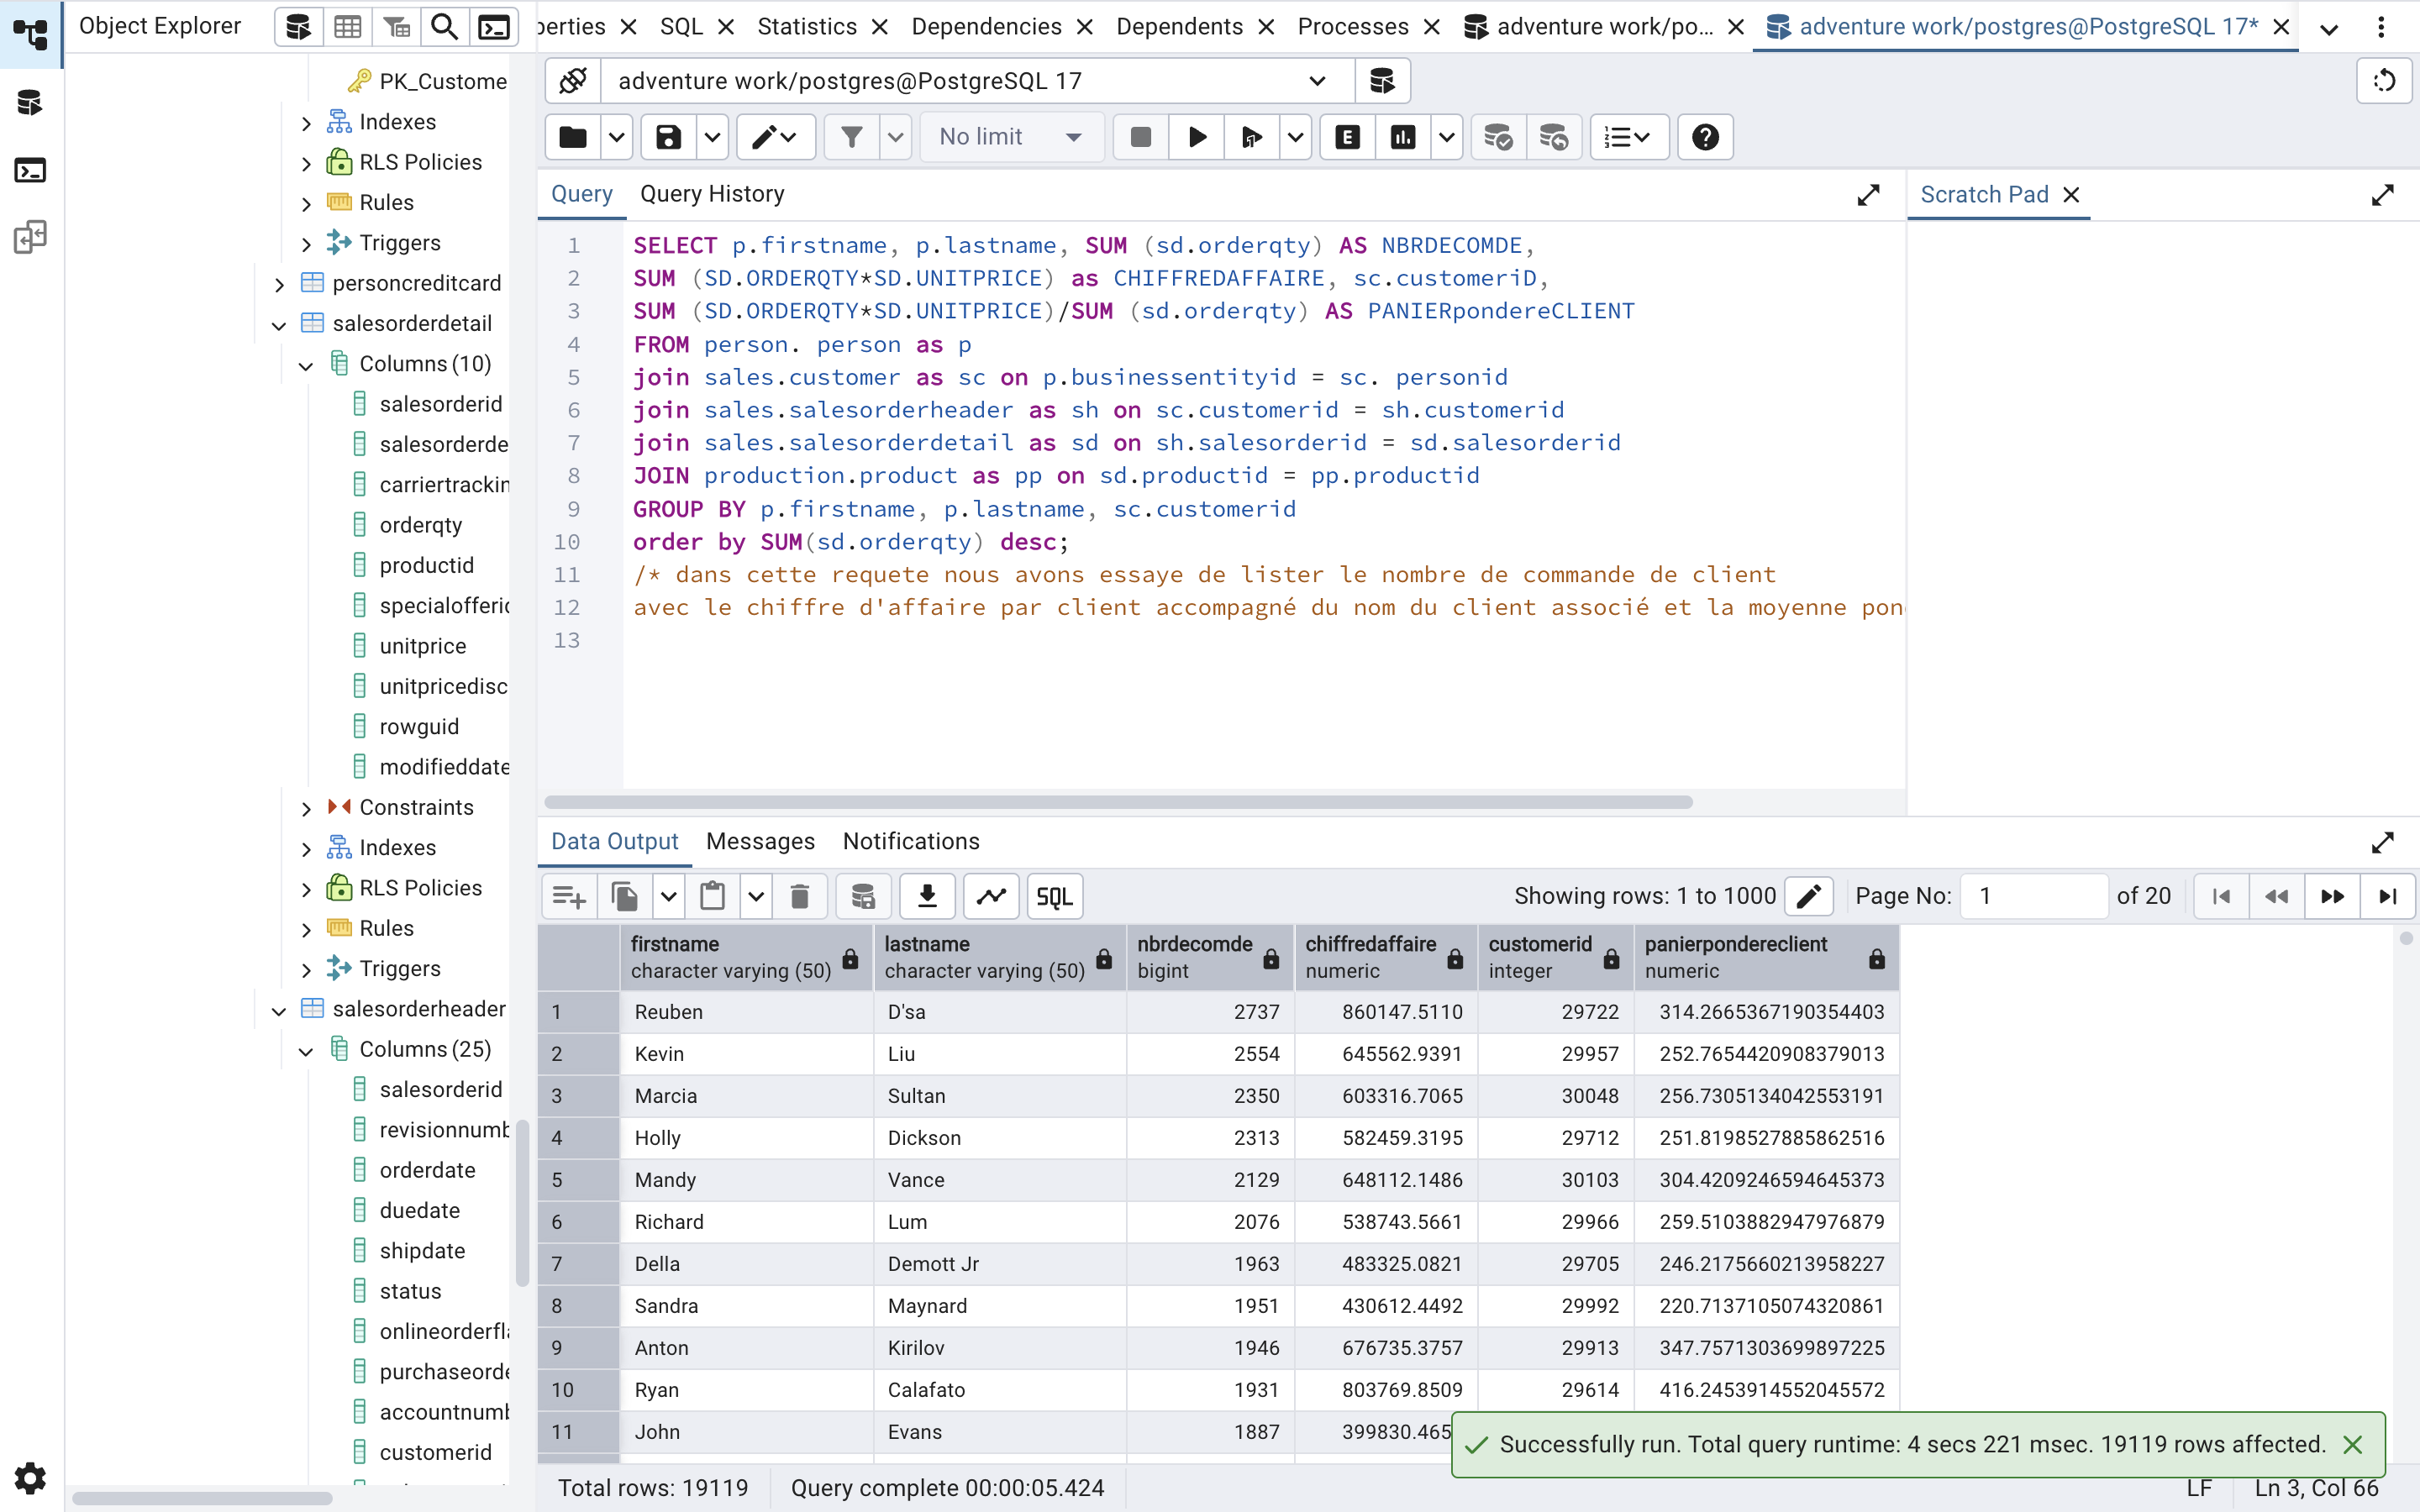 Object Explorer
perties
SQL
Statistics
Dependencies
Dependents
Processes
adventure work/po...
adventure work/postgres@PostgreSQL 17*
adventure work/postgres@PostgreSQL 17
No limit
E
Query
Query History
Scratch Pad
PK_Custome
Indexes
RLS Policies
Rules
Triggers
personcreditcard
salesorderdetail
Columns (10)
salesorderid
salesorderde
carriertrackin
orderqty
productid
specialofferid
unitprice
unitpricedisc
rowguid
modifieddate
Constraints
Indexes
RLS Policies
Rules
Triggers
salesorderheader
Columns (25)
salesorderid
revisionnumb
orderdate
duedate
shipdate
status
onlineorderfla
purchaseorde
accountnumb
customerid
1 SELECT p.firstname, p.lastname, SUM (sd.orderqty) AS NBRDECOMDE,
2 SUM (SD.ORDERQTY*SD.UNITPRICE) as CHIFFREDAFFAIRE, sc.customeriD,
3 SUM (SD.ORDERQTY*SD.UNITPRICE)/SUM (sd.orderqty) AS PANIERpondereCLIENT
4 FROM person. person as p
5 join sales.customer as sc on p.businessentityid = sc. personid
6 join sales.salesorderheader as sh on sc.customerid = sh.customerid
7 join sales.salesorderdetail as sd on sh.salesorderid = sd.salesorderid
8 JOIN production.product as pp on sd.productid = pp.productid
9 GROUP BY p.firstname, p.lastname, sc.customerid
10 order by SUM(sd.orderqty) desc;
11 /* dans cette requete nous avons essaye de lister le nombre de commande de client
12 avec le chiffre d'affaire par client accompagné du nom du client associé et la moyenne pon
13
Data Output
Messages
Notifications
SQL
Showing rows: 1 to 1000
Page No: 1 of 20
firstname character varying (50)
lastname character varying (50)
nbrdecomde bigint
chiffredaffaire numeric
customerid integer
panierpondereclient numeric
1 Reuben D'sa 2737 860147.5110 29722 314.2665367190354403
2 Kevin Liu 2554 645562.9391 29957 252.7654420908379013
3 Marcia Sultan 2350 603316.7065 30048 256.7305134042553191
4 Holly Dickson 2313 582459.3195 29712 251.8198527885862516
5 Mandy Vance 2129 648112.1486 30103 304.4209246594645373
6 Richard Lum 2076 538743.5661 29966 259.5103882947976879
7 Della Demott Jr 1963 483325.0821 29705 246.2175660213958227
8 Sandra Maynard 1951 430612.4492 29992 220.7137105074320861
9 Anton Kirilov 1946 676735.3757 29913 347.7571303699897225
10 Ryan Calafato 1931 803769.8509 29614 416.2453914552045572
11 John Evans 1887 399830.465
Successfully run. Total query runtime: 4 secs 221 msec. 19119 rows affected.
Total rows: 19119
Query complete 00:00:05.424
LF
Ln 3, Col 66